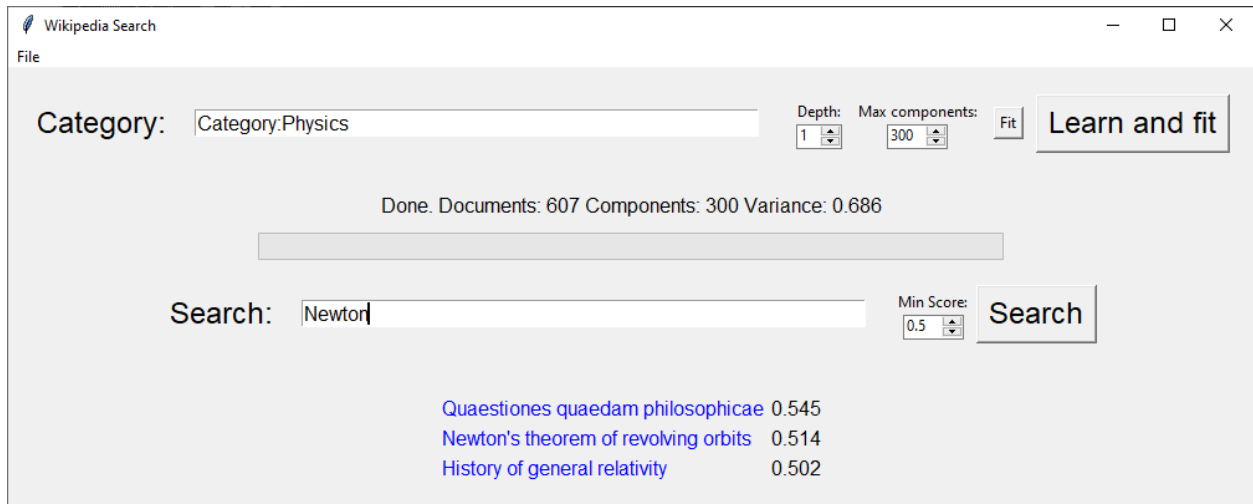 Wikipedia Search
File
Depth: Max components:
Category: Category:Physics 1 300 Fit Learn and fit
Done. Documents: 607 Components: 300 Variance: 0.686
Min Score:
Search: Newton 0.5 Search
Quaestiones quaedam philosophicae 0.545
Newton's theorem of revolving orbits 0.514
History of general relativity 0.502